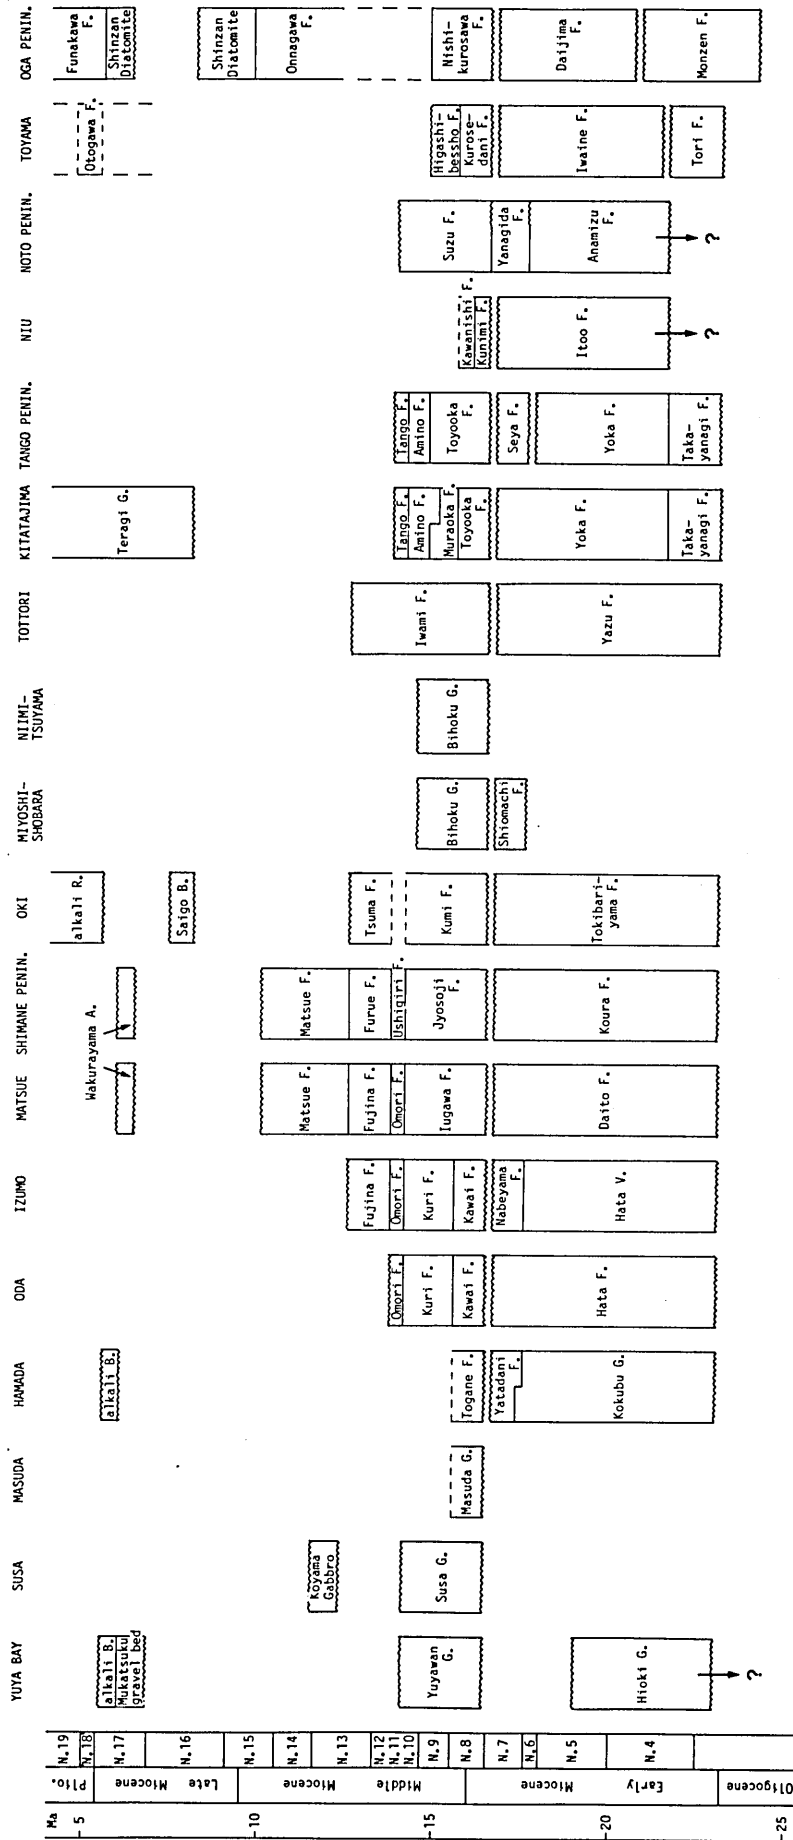 Ma
5
10
15
20
25
Plio.
Late Miocene
Middle Miocene
Early Miocene
Oligocene
N.19
N.18
N.17
N.16
N.15
N.14
N.13
N.12
N.11
N.10
N.9
N.8
N.7
N.6
N.5
N.4
YUYA BAY
alkali B.
Mukatsuku
gravel bed
Yuyawan
G.
Hioki G.
?
SUSA
Koyama
Gabbro
Susa G.
MASUDA
Masuda G.
HAMADA
alkali B.
Togane F.
Yatadani
F.
Kokubu G.
ODA
Omori F.
Kuri F.
Kawai F.
Hata F.
IZUMO
Fujina F.
Omori F.
Kuri F.
Kawai F.
Nabeyama
F.
Hata V.
MATSUE
Wakurayama A.
Matsue F.
Fujina F.
Omori F.
Iugawa F.
Daito F.
SHIMANE PENIN.
Matsue F.
Furue F.
Ushigiri F.
Jyosoji
F.
Koura F.
OKI
alkali R.
Saigo B.
Tsuma F.
Kumi F.
Tokibari-
yama F.
MIYOSHI-
SHOBARA
Bihoku G.
Shiomachi
F.
NIIMI-
TSUYAMA
Bihoku G.
TOTTORI
Iwami F.
Yazu F.
KITATAJIMA
Teragi G.
Tango F.
Amino F.
Muraoka F.
Toyooka
F.
Yoka F.
Taka-
yanagi F.
TANGO PENIN.
Tango F.
Amino F.
Toyooka
F.
Seya F.
Yoka F.
Taka-
yanagi F.
NIU
Kawanishi F.
Kunimi F.
Itoo F.
?
NOTO PENIN.
Suzu F.
Yanagida
F.
Anamizu
F.
?
TOYAMA
Otogawa F.
Higashi-
bessho F.
Kurose-
dani F.
Iwaine F.
Tori F.
OGA PENIN.
Funakawa
F.
Shinzan
Diatomite
Shinzan
Diatomite
Onnagawa
F.
Nishi-
kurosawa
F.
Daijima
F.
Monzen F.